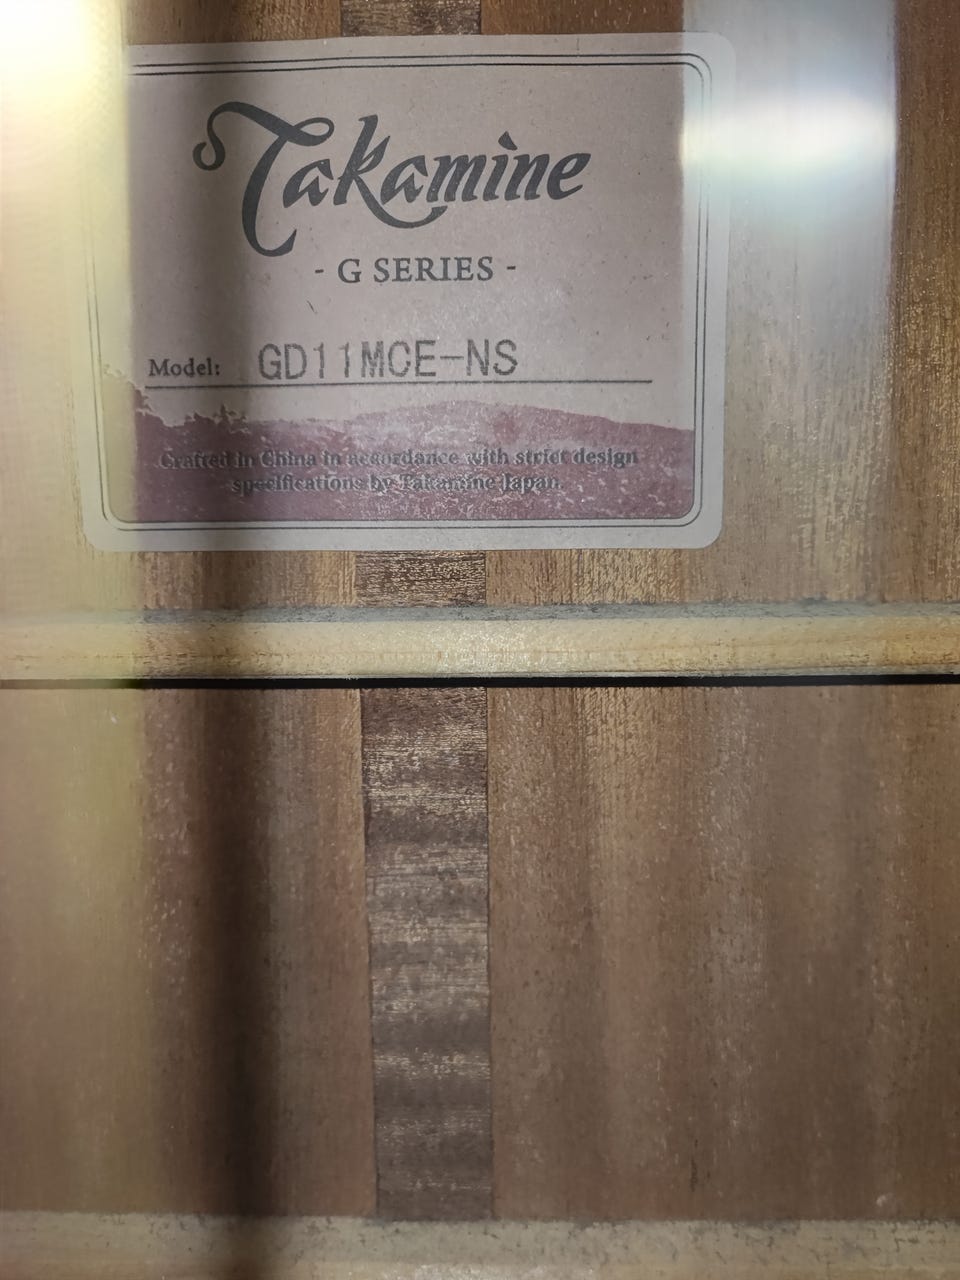 Takamine
- G SERIES -
Model: GD11MCE-NS
Crafted in China in accordance with strict design
specifications by Takamine Japan.